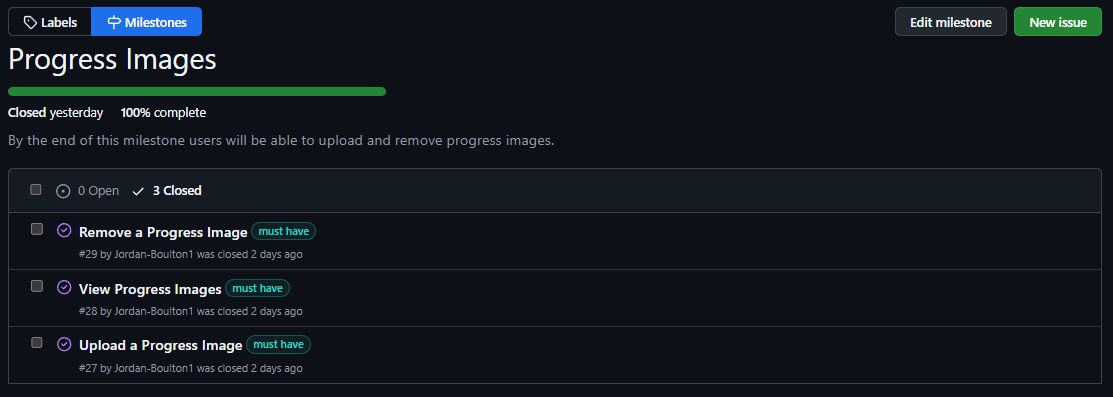 Labels Milestones Edit milestone New issue
Progress Images
Closed yesterday 100% complete
By the end of this milestone users will be able to upload and remove progress images.
0 Open 3 Closed
Remove a Progress Image must have
#29 by Jordan-Boulton1 was closed 2 days ago
View Progress Images must have
#28 by Jordan-Boulton1 was closed 2 days ago
Upload a Progress Image must have
#27 by Jordan-Boulton1 was closed 2 days ago